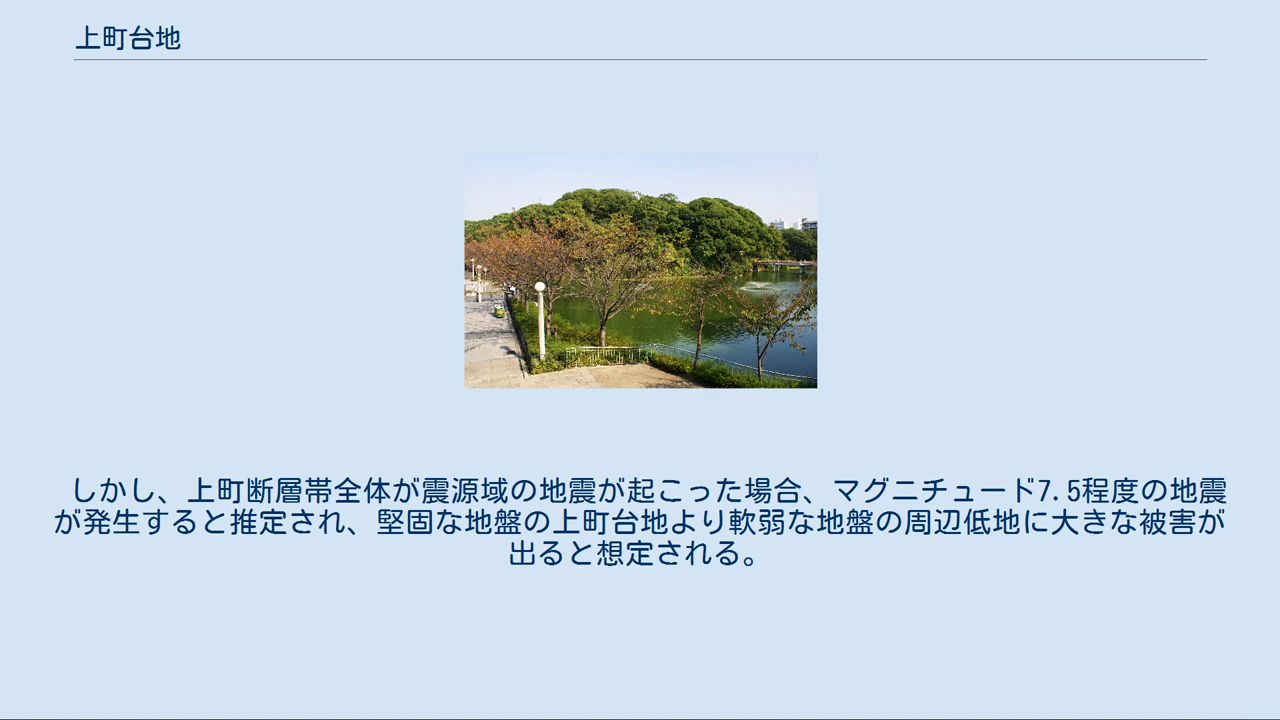 上町台地
しかし、上町断層帯全体が震源域の地震が起こった場合、マグニチュード7.5程度の地震
が発生すると推定され、堅固な地盤の上町台地より軟弱な地盤の周辺低地に大きな被害が
出ると想定される。